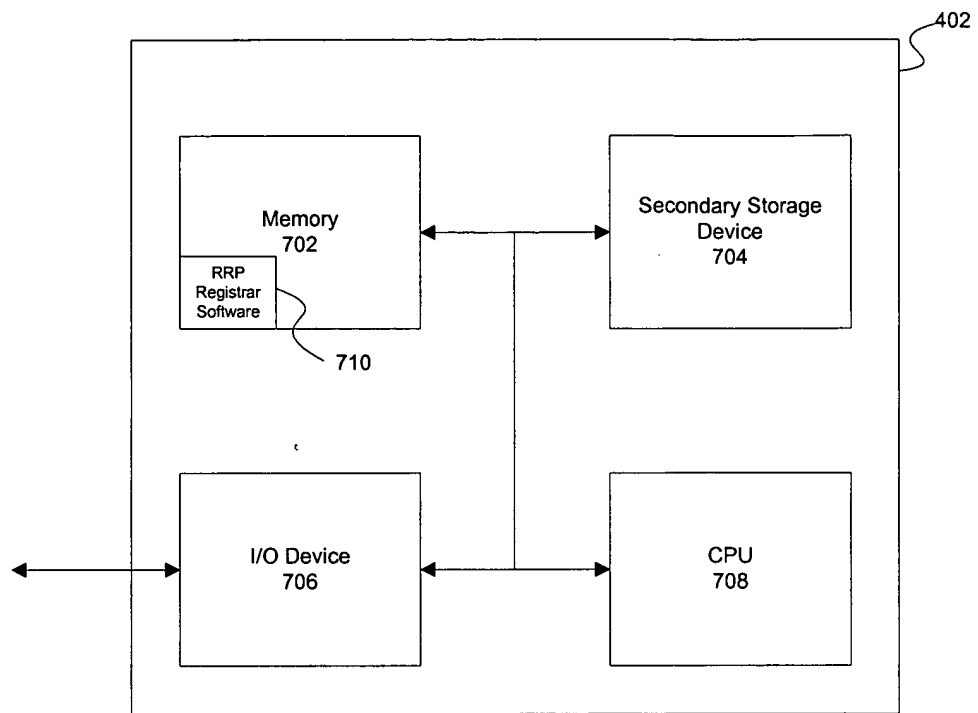 402
Memory
702
RRP
Registrar
Software
710
Secondary Storage
Device
704
I/O Device
706
CPU
708